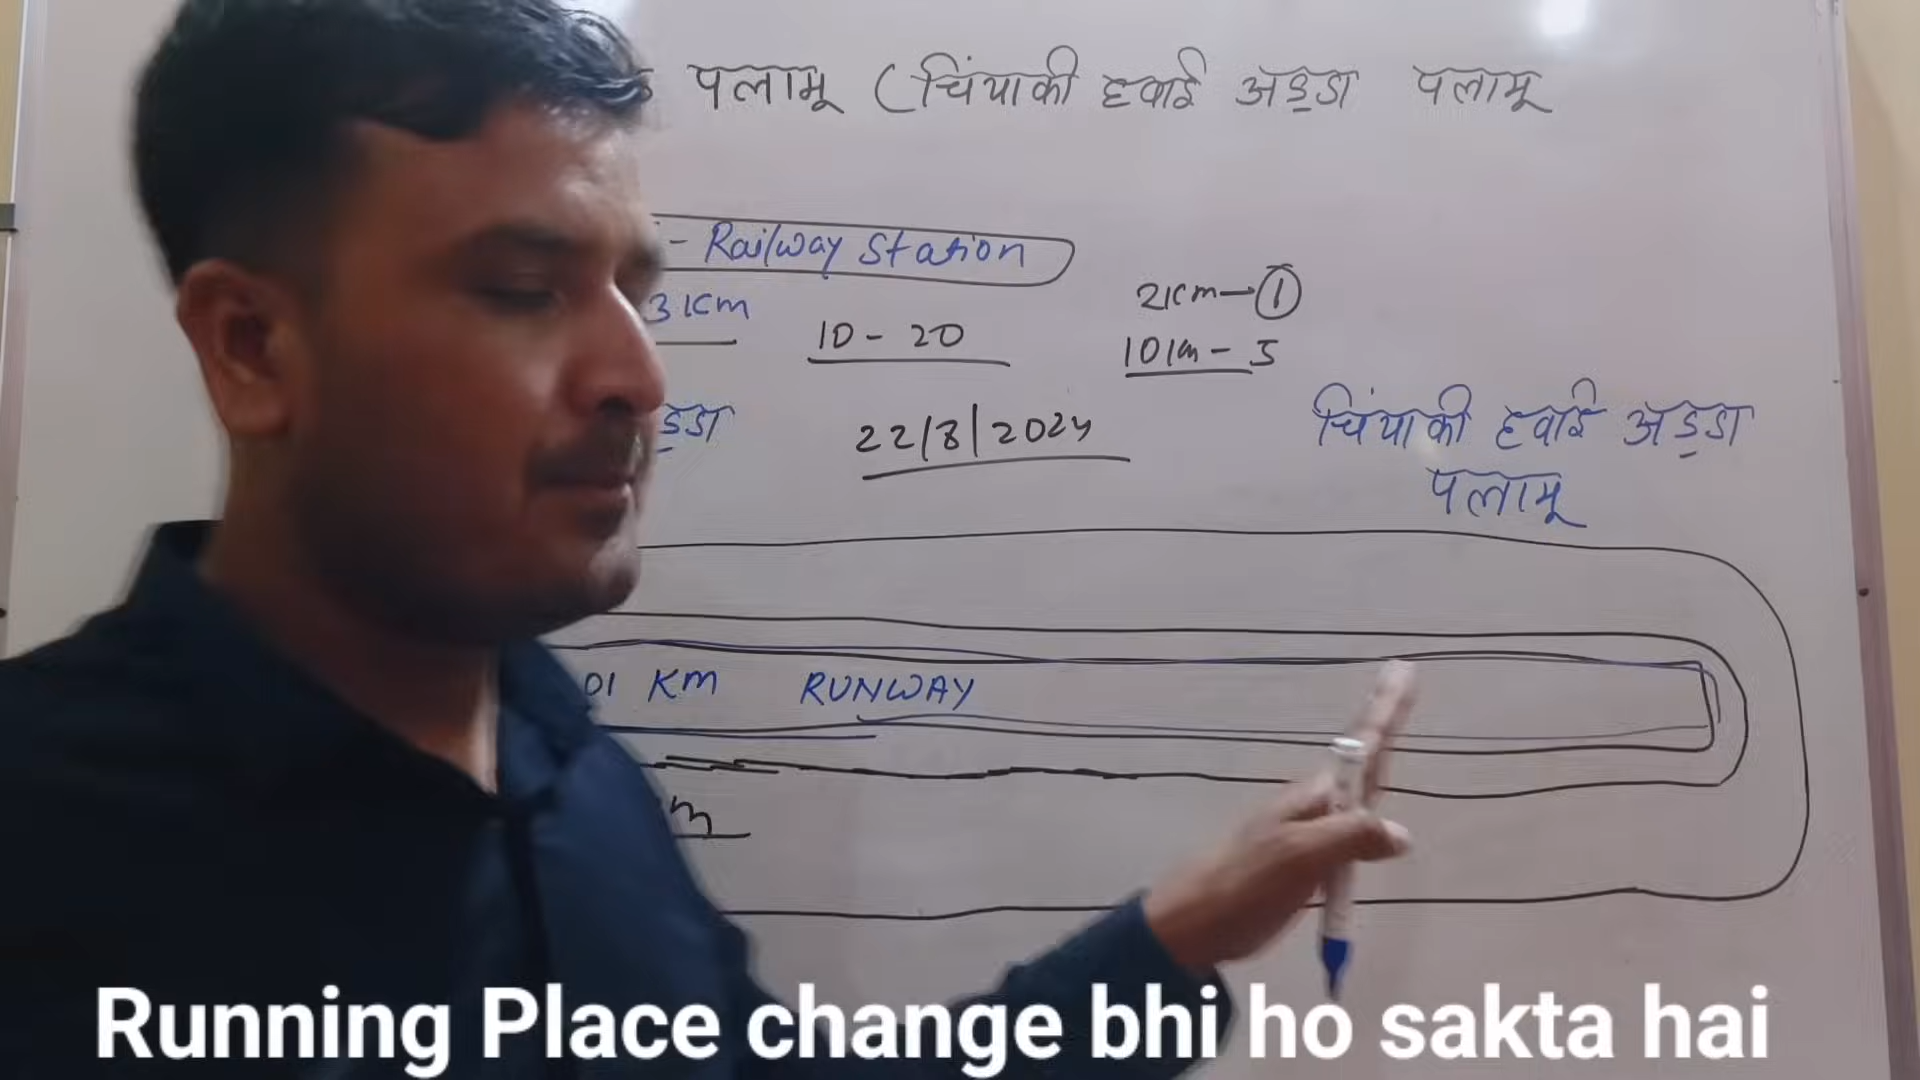 पलामू (चिंयाकी हवाई अड्डा पलामू
- Railway Station
3 Km
10 - 20
2 Km → 1
10 Km - 5
ड्डा
22/8/2024
चिंयाकी हवाई अड्डा
पलामू
01 KM RUNWAY
m
Running Place change bhi ho sakta hai